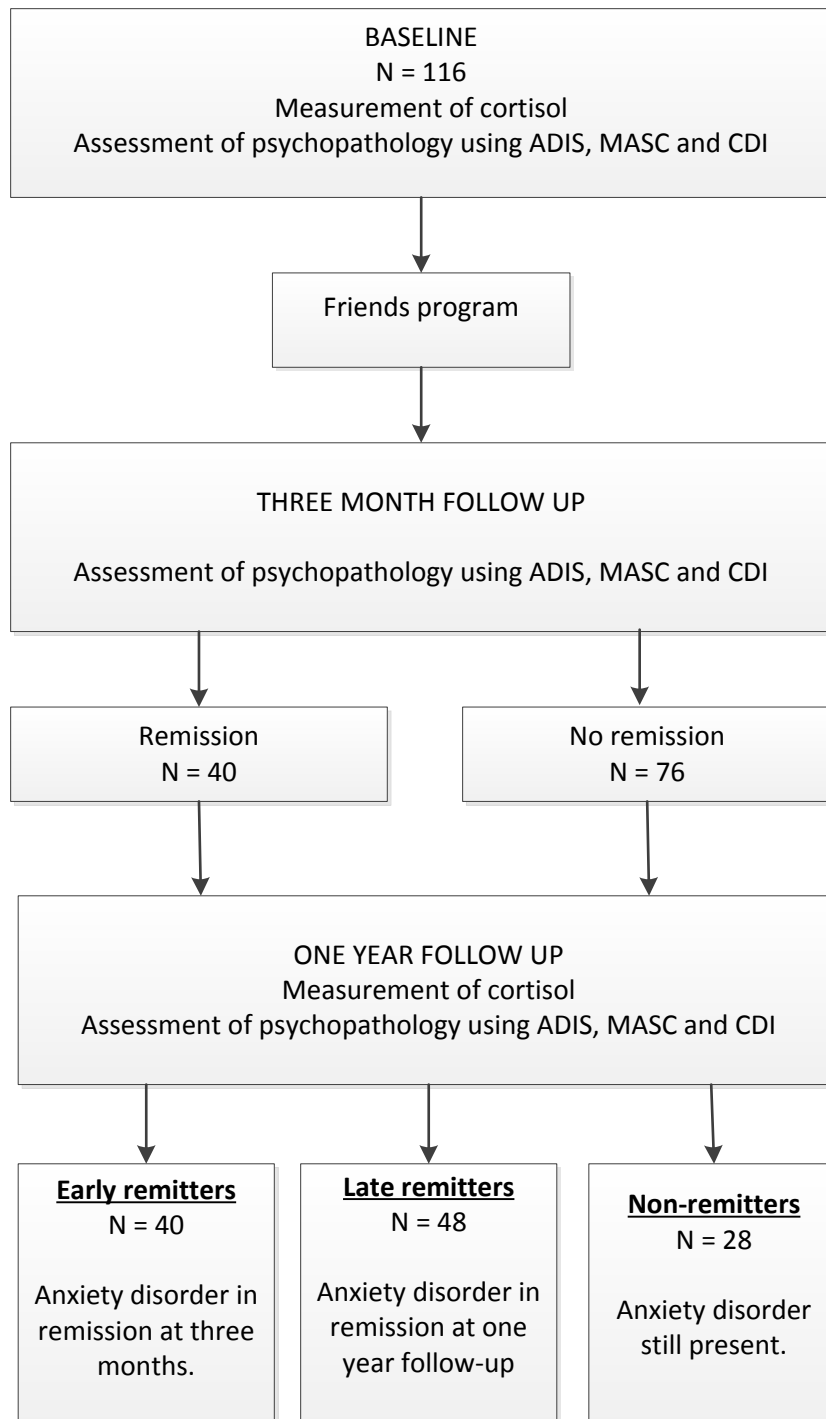 BASELINE
N = 116
Measurement of cortisol
Assessment of psychopathology using ADIS, MASC and CDI
Friends program
THREE MONTH FOLLOW UP
Assessment of psychopathology using ADIS, MASC and CDI
Remission
N = 40
No remission
N = 76
ONE YEAR FOLLOW UP
Measurement of cortisol
Assessment of psychopathology using ADIS, MASC and CDI
Early remitters
N = 40
Anxiety disorder in
remission at three
months.
Late remitters
N = 48
Anxiety disorder in
remission at one
year follow-up
Non-remitters
N = 28
Anxiety disorder
still present.